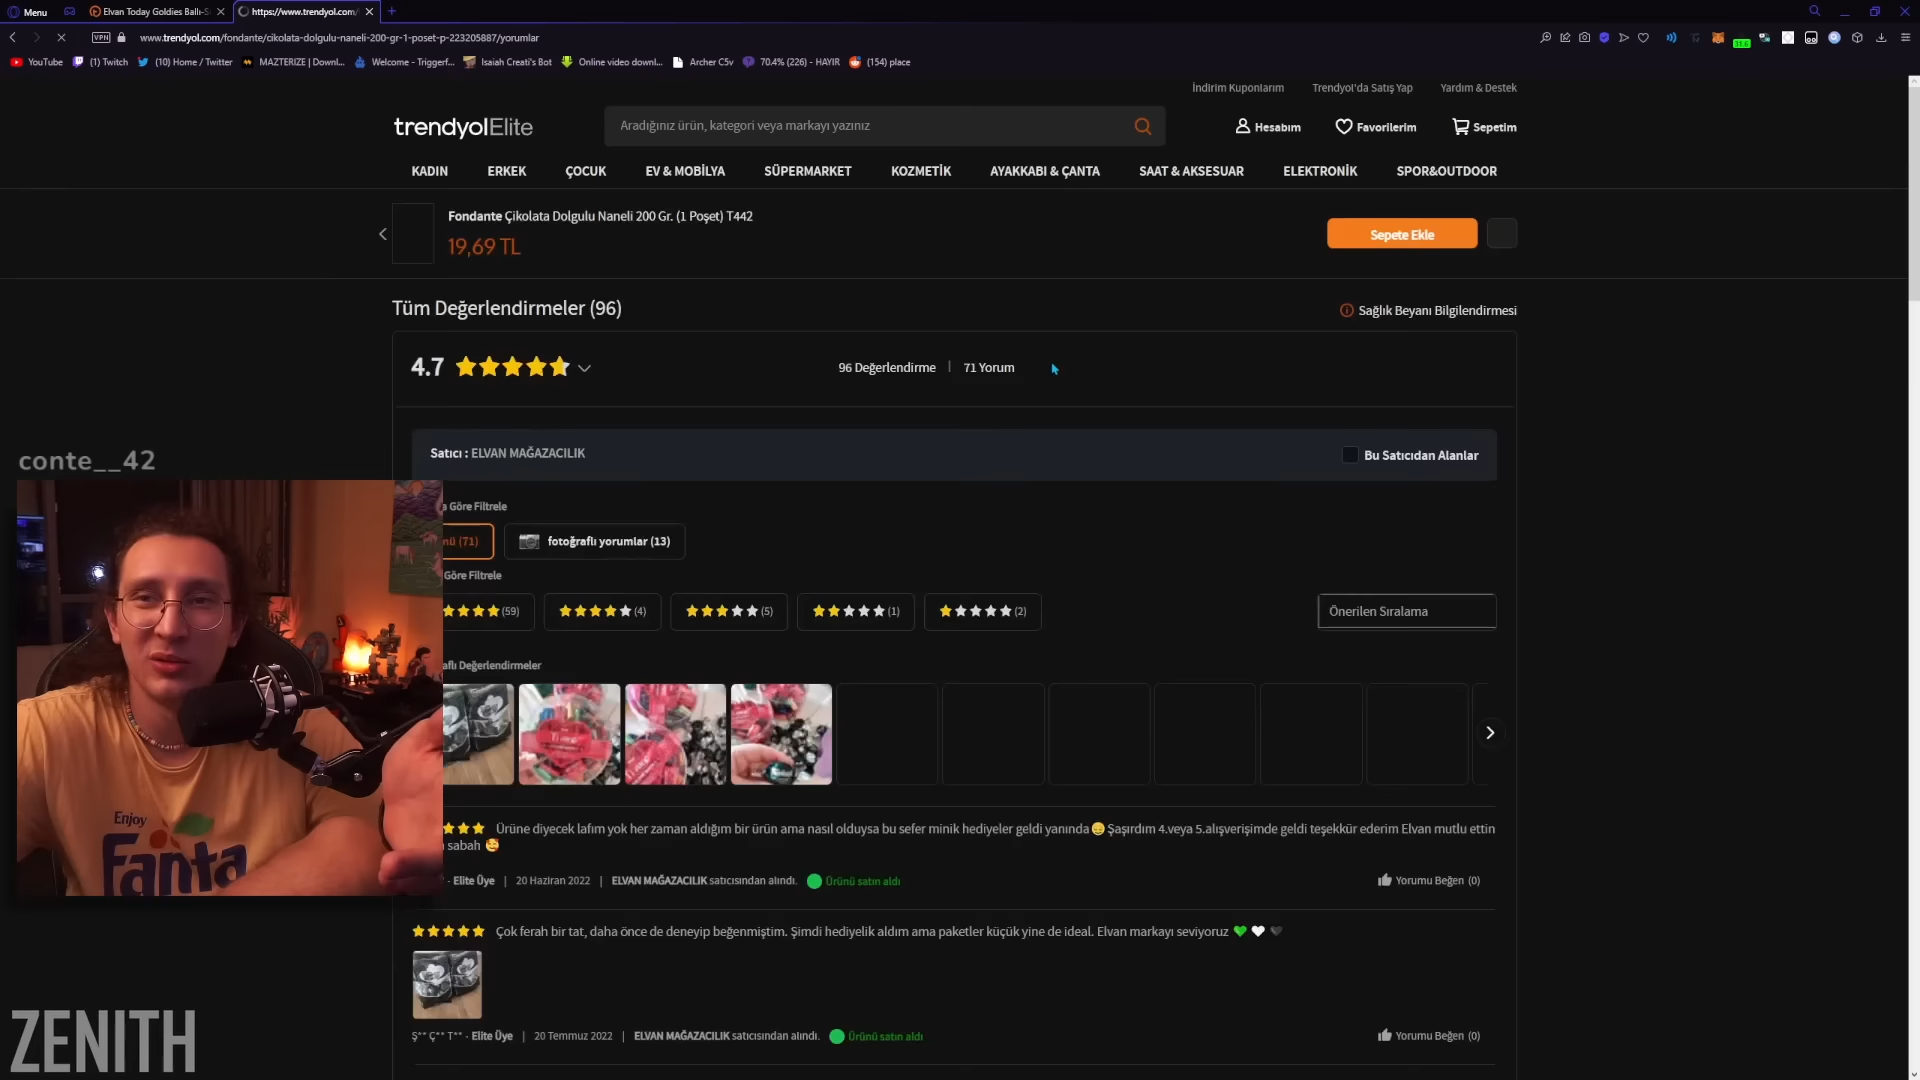 Menu
Elvan Today Goldies Ballı-S
https://www.trendyol.com/
www.trendyol.com/fondante/cikolata-dolgulu-naneli-200-gr-1-poset-p-223205887/yorumlar
VPN
11.6
YouTube
(1) Twitch
(10) Home / Twitter
MAZTERIZE | Downl...
Welcome - Triggerf...
Isaiah Creati's Bot
Online video downl...
Archer C5v
70.4% (226) - HAYIR
(154) place
İndirim Kuponlarım
Trendyol'da Satış Yap
Yardım & Destek
trendyolElite
Aradığınız ürün, kategori veya markayı yazınız
Hesabım
Favorilerim
Sepetim
KADIN
ERKEK
ÇOCUK
EV & MOBİLYA
SÜPERMARKET
KOZMETİK
AYAKKABI & ÇANTA
SAAT & AKSESUAR
ELEKTRONİK
SPOR&OUTDOOR
Fondante Çikolata Dolgulu Naneli 200 Gr. (1 Poşet) T442
19,69 TL
Sepete Ekle
Tüm Değerlendirmeler (96)
Sağlık Beyanı Bilgilendirmesi
4.7
96 Değerlendirme | 71 Yorum
Satıcı : ELVAN MAĞAZACILIK
Bu Satıcıdan Alanlar
conte__42
a Göre Filtrele
nü (71)
fotoğraflı yorumlar (13)
Göre Filtrele
(59)
(4)
(5)
(1)
(2)
Önerilen Sıralama
aflı Değerlendirmeler
Ürüne diyecek lafım yok her zaman aldığım bir ürün ama nasıl olduysa bu sefer minik hediyeler geldi yanında😊 Şaşırdım 4.veya 5.alışverişimde geldi teşekkür ederim Elvan mutlu ettin
sabah 🥰
Elite Üye | 20 Haziran 2022 | ELVAN MAĞAZACILIK satıcısından alındı. Ürünü satın aldı
Yorumu Beğen (0)
Enjoy
Fanta
Çok ferah bir tat, daha önce de deneyip beğenmiştim. Şimdi hediyelik aldım ama paketler küçük yine de ideal. Elvan markayı seviyoruz 💚🤍🖤
Ş** Ç** T** - Elite Üye | 20 Temmuz 2022 | ELVAN MAĞAZACILIK satıcısından alındı. Ürünü satın aldı
Yorumu Beğen (0)
ZENITH